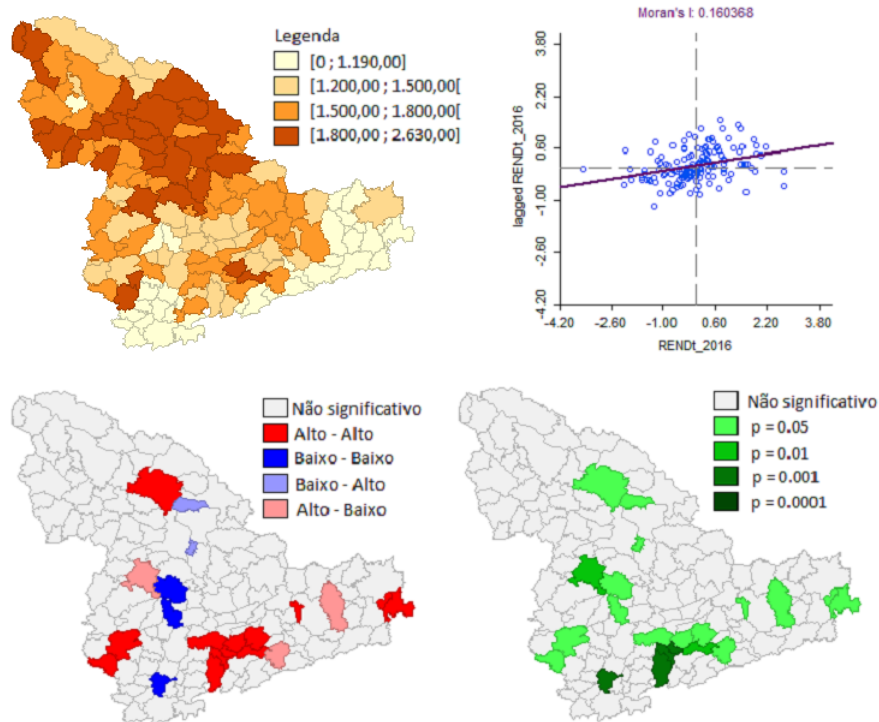 Legenda
[0 ; 1.190,00]
[1.200,00 ; 1.500,00[
[1.500,00 ; 1.800,00[
[1.800,00 ; 2.630,00]
Moran's I: 0.160368
3.80
2.20
0.60
-1.00
-2.60
-4.20
lagged RENDt_2016
-4.20 -2.60 -1.00 0.60 2.20 3.80
RENDt_2016
Não significativo
Alto - Alto
Baixo - Baixo
Baixo - Alto
Alto - Baixo
Não significativo
p = 0.05
p = 0.01
p = 0.001
p = 0.0001